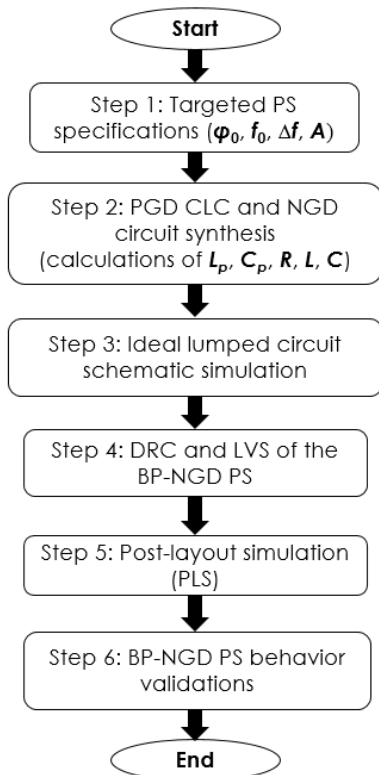 Start
Step 1: Targeted PS
specifications (φ₀, f₀, Δf, A)
Step 2: PGD CLC and NGD
circuit synthesis
(calculations of Lₚ, Cₚ, R, L, C)
Step 3: Ideal lumped circuit
schematic simulation
Step 4: DRC and LVS of the
BP-NGD PS
Step 5: Post-layout simulation
(PLS)
Step 6: BP-NGD PS behavior
validations
End